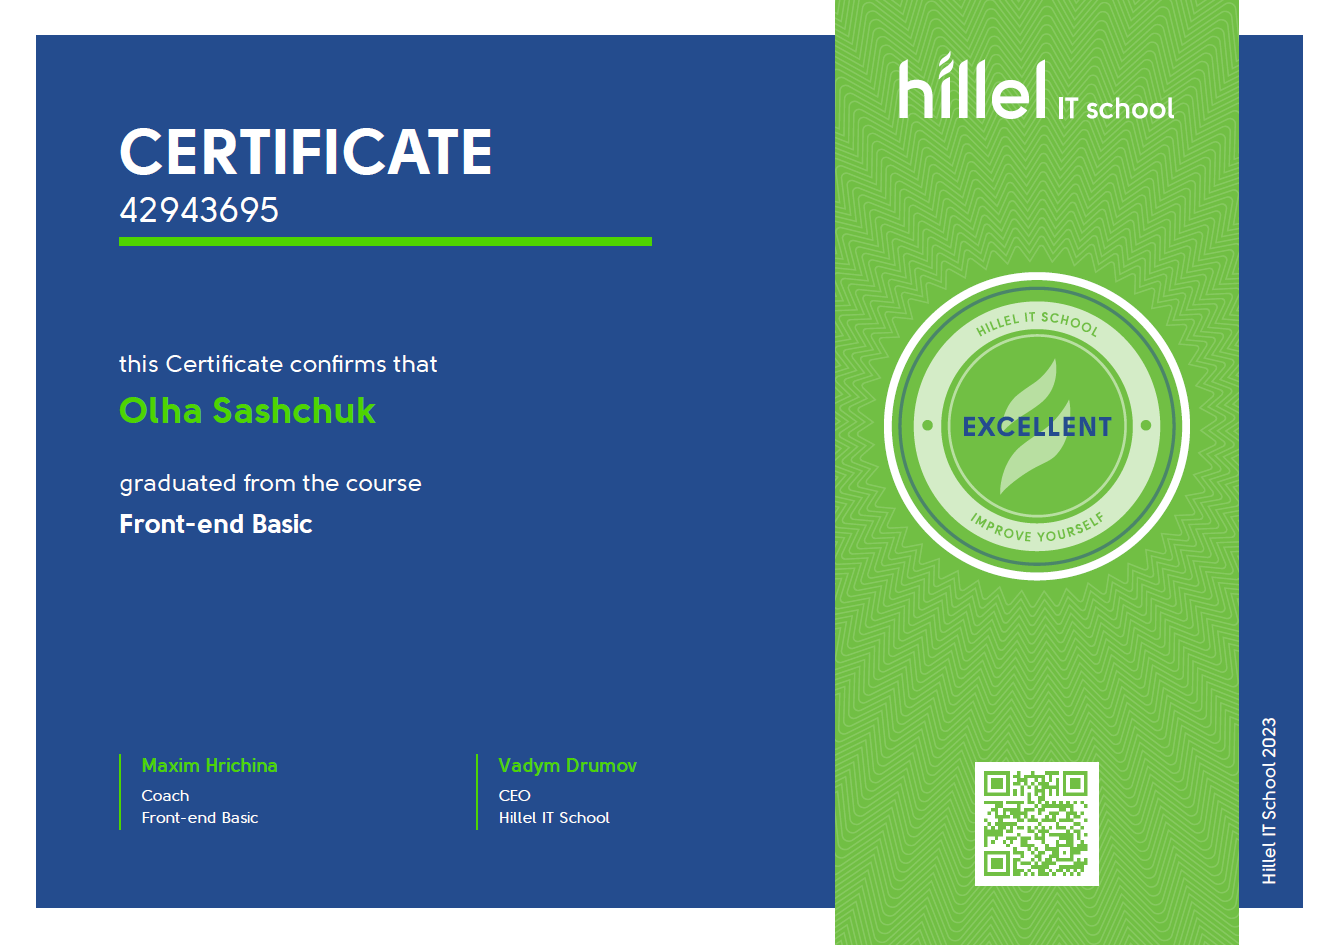 CERTIFICATE
42943695
this Certificate confirms that
Olha Sashchuk
graduated from the course
Front-end Basic
Maxim Hrichina
Coach
Front-end Basic
Vadym Drumov
CEO
Hillel IT School
hillel IT school
HILLEL IT SCHOOL
EXCELLENT
IMPROVE YOURSELF
Hillel IT School 2023